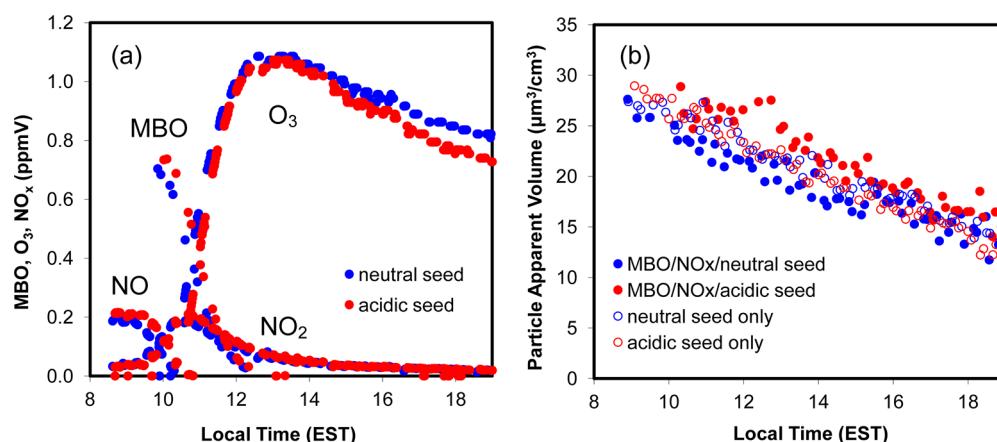 (a)
MBO, O₃, NOₓ (ppmV)
1.2
1.0
0.8
0.6
0.4
0.2
0.0
MBO
O₃
NO
NO₂
neutral seed
acidic seed
8
10
12
14
16
18
Local Time (EST)
(b)
Particle Apparent Volume (μm³/cm³)
35
30
25
20
15
10
5
0
MBO/NOx/neutral seed
MBO/NOx/acidic seed
neutral seed only
acidic seed only
8
10
12
14
16
18
Local Time (EST)